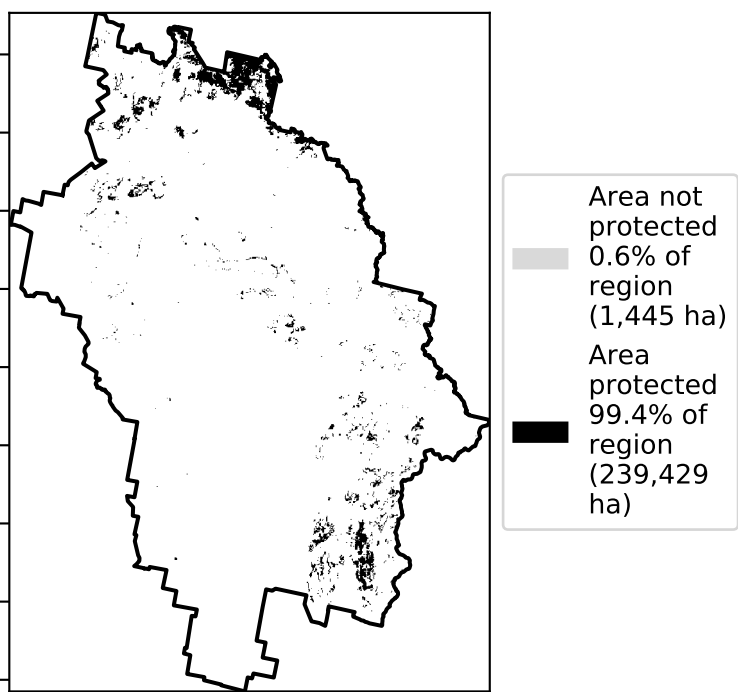 Area not
protected
0.6% of
region
(1,445 ha)
Area
protected
99.4% of
region
(239,429
ha)